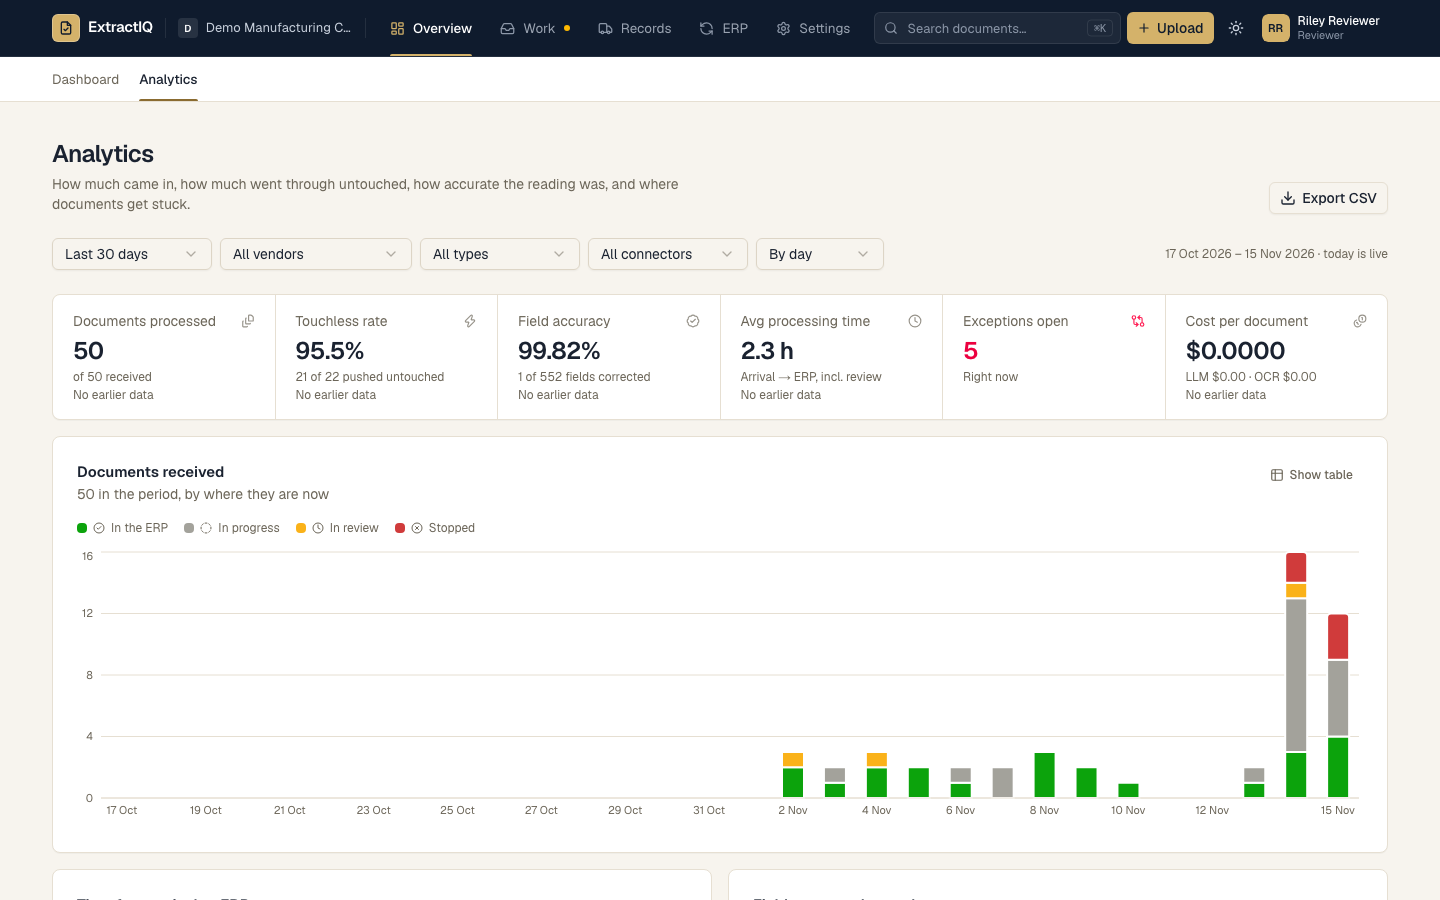 ExtractIQ
D Demo Manufacturing C...
Overview
Work
Records
ERP
Settings
Search documents...
⌘K
Upload
RR
Riley Reviewer
Reviewer
Dashboard
Analytics
Analytics
How much came in, how much went through untouched, how accurate the reading was, and where
documents get stuck.
Export CSV
Last 30 days
All vendors
All types
All connectors
By day
17 Oct 2026 – 15 Nov 2026 · today is live
Documents processed
50
of 50 received
No earlier data
Touchless rate
95.5%
21 of 22 pushed untouched
No earlier data
Field accuracy
99.82%
1 of 552 fields corrected
No earlier data
Avg processing time
2.3 h
Arrival → ERP, incl. review
No earlier data
Exceptions open
5
Right now
Cost per document
$0.0000
LLM $0.00 · OCR $0.00
No earlier data
Documents received
50 in the period, by where they are now
Show table
In the ERP
In progress
In review
Stopped
16
12
8
4
0
17 Oct
19 Oct
21 Oct
23 Oct
25 Oct
27 Oct
29 Oct
31 Oct
2 Nov
4 Nov
6 Nov
8 Nov
10 Nov
12 Nov
15 Nov